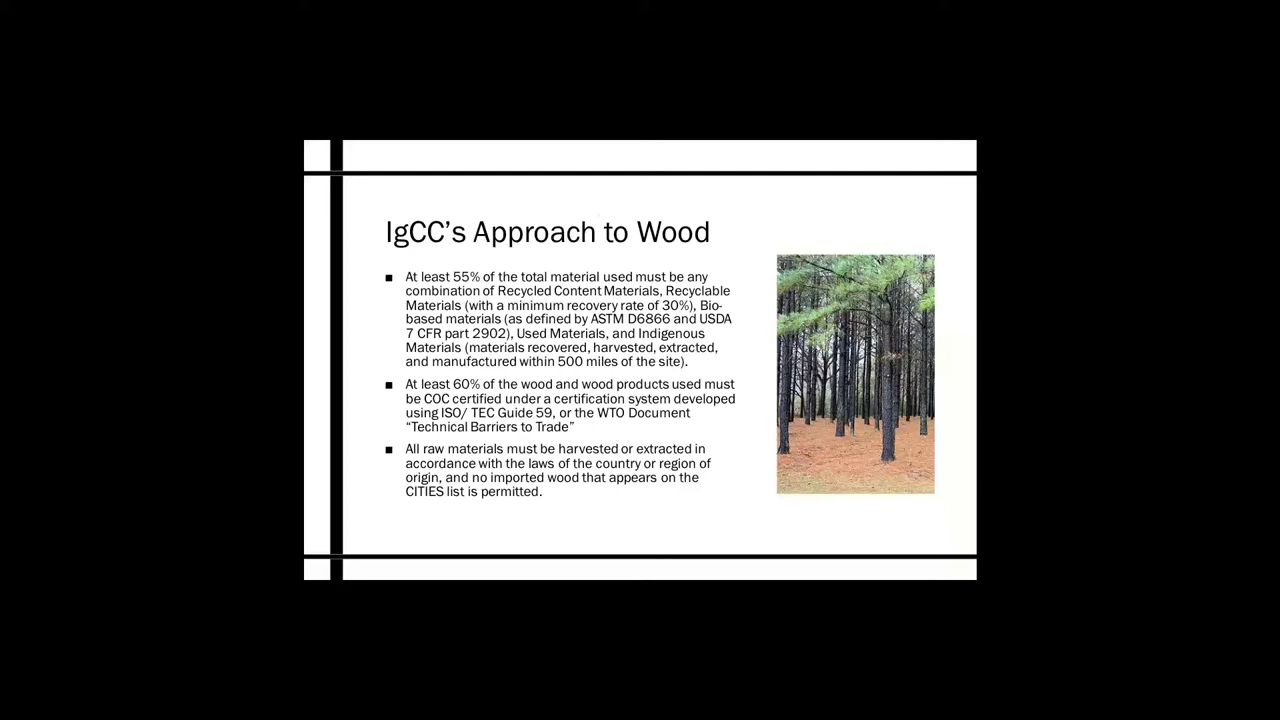 IgCC's Approach to Wood
■ At least 55% of the total material used must be any
combination of Recycled Content Materials, Recyclable
Materials (with a minimum recovery rate of 30%), Bio-
based materials (as defined by ASTM D6866 and USDA
7 CFR part 2902), Used Materials, and Indigenous
Materials (materials recovered, harvested, extracted,
and manufactured within 500 miles of the site).
■ At least 60% of the wood and wood products used must
be COC certified under a certification system developed
using ISO/ TEC Guide 59, or the WTO Document
“Technical Barriers to Trade”
■ All raw materials must be harvested or extracted in
accordance with the laws of the country or region of
origin, and no imported wood that appears on the
CITIES list is permitted.